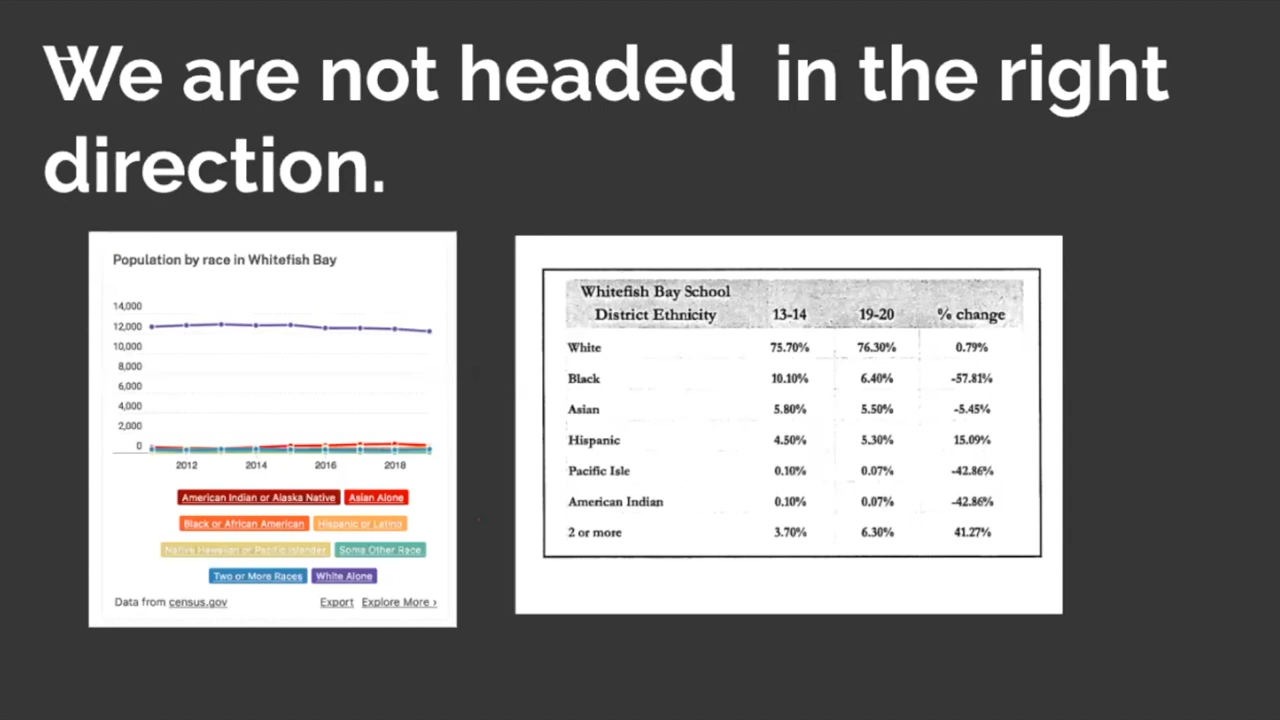 We are not headed in the right
direction.
Population by race in Whitefish Bay
14,000
12,000
10,000
8,000
6,000
4,000
2,000
0
2012 2014 2016 2018
American Indian or Alaska Native Asian Alone
Black or African American Hispanic or Latino
Native Hawaiian or Pacific Islander Some Other Race
Two or More Races White Alone
Data from census.gov Export Explore More ›
Whitefish Bay School
District Ethnicity 13-14 19-20 % change
White 75.70% 76.30% 0.79%
Black 10.10% 6.40% -57.81%
Asian 5.80% 5.50% -5.45%
Hispanic 4.50% 5.30% 15.09%
Pacific Isle 0.10% 0.07% -42.86%
American Indian 0.10% 0.07% -42.86%
2 or more 3.70% 6.30% 41.27%